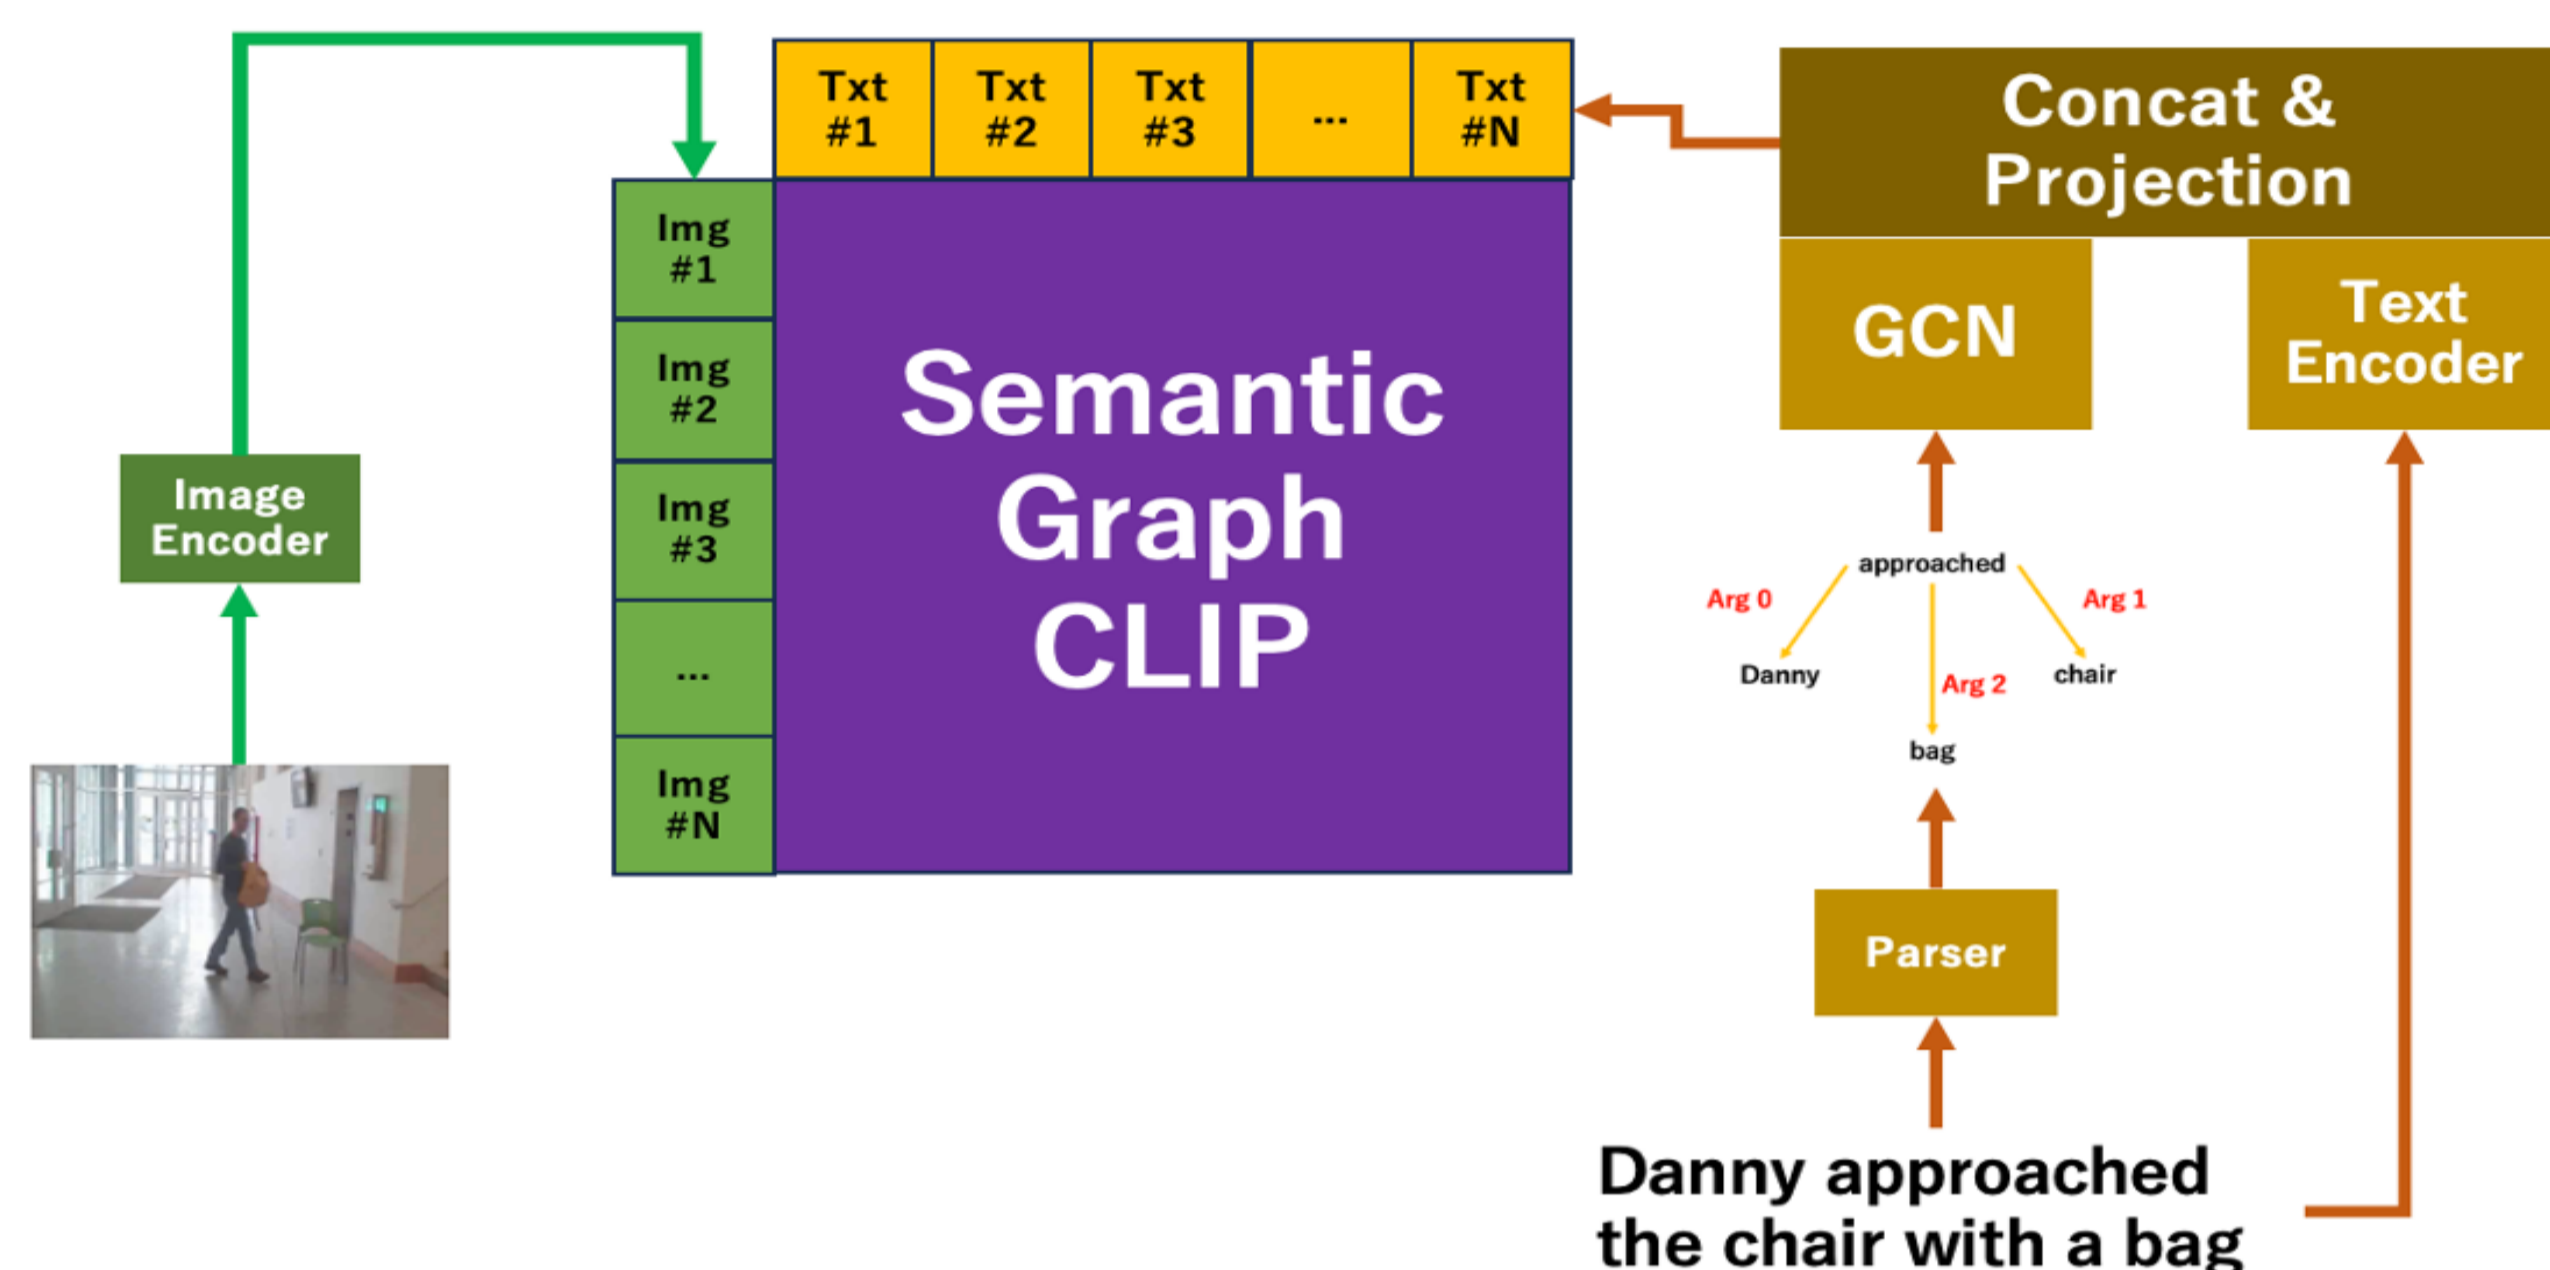 Txt
#1
Txt
#2
Txt
#3
...
Txt
#N
Concat &
Projection
Img
#1
Img
#2
Img
#3
...
Img
#N
Semantic
Graph
CLIP
GCN
Text
Encoder
Image
Encoder
approached
Arg 0
Arg 1
Danny
Arg 2
chair
bag
Parser
Danny approached
the chair with a bag